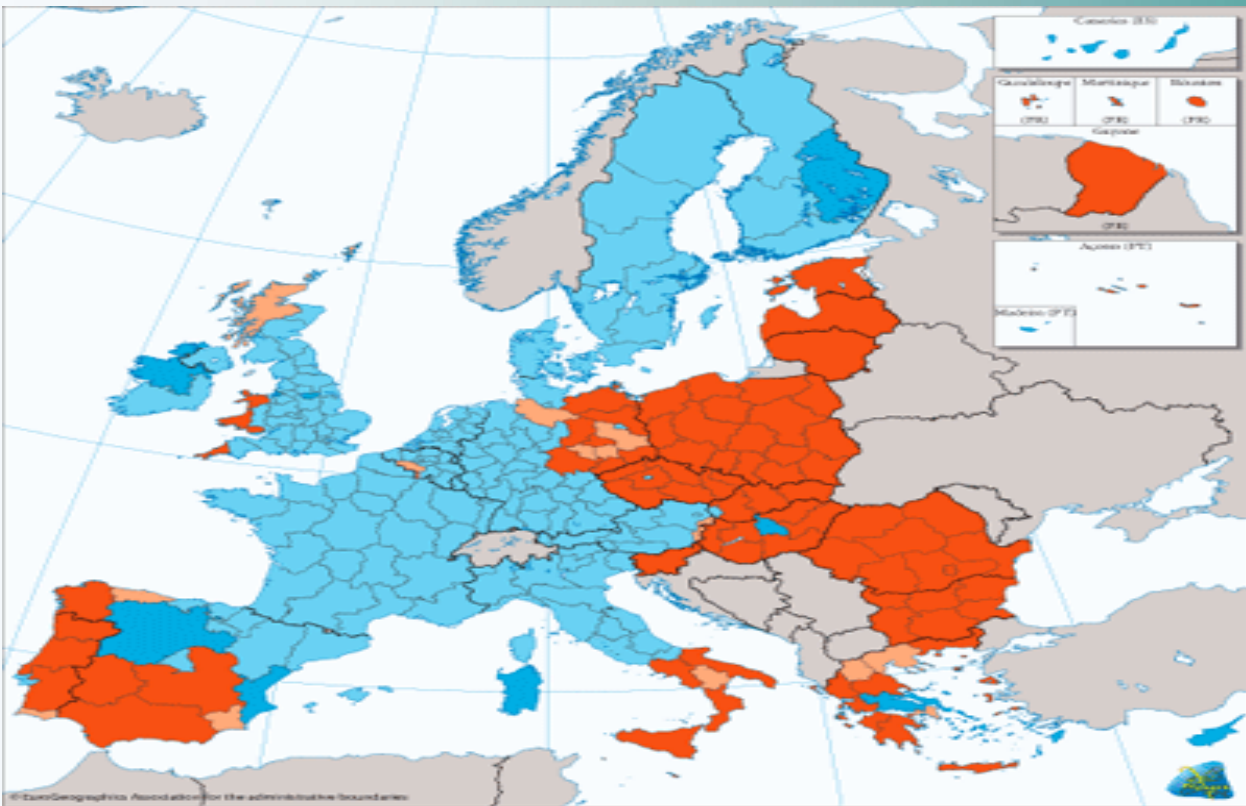 Canarias (ES)
Guadeloupe Martinique Réunion
(FR) (FR) (FR)
Guyane
(FR)
Açores (PT)
Madeira (PT)
© EuroGeographics Association for the administrative boundaries